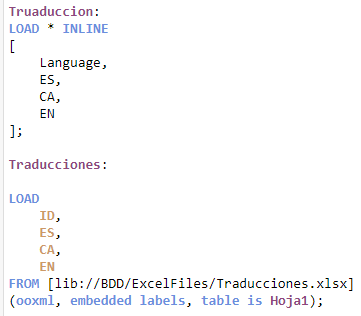 Truaduccion:
LOAD * INLINE
[
Language,
ES,
CA,
EN
];
Traducciones:
LOAD
ID,
ES,
CA,
EN
FROM [lib://BDD/ExcelFiles/Traducciones.xlsx]
(ooxml, embedded labels, table is Hoja1);